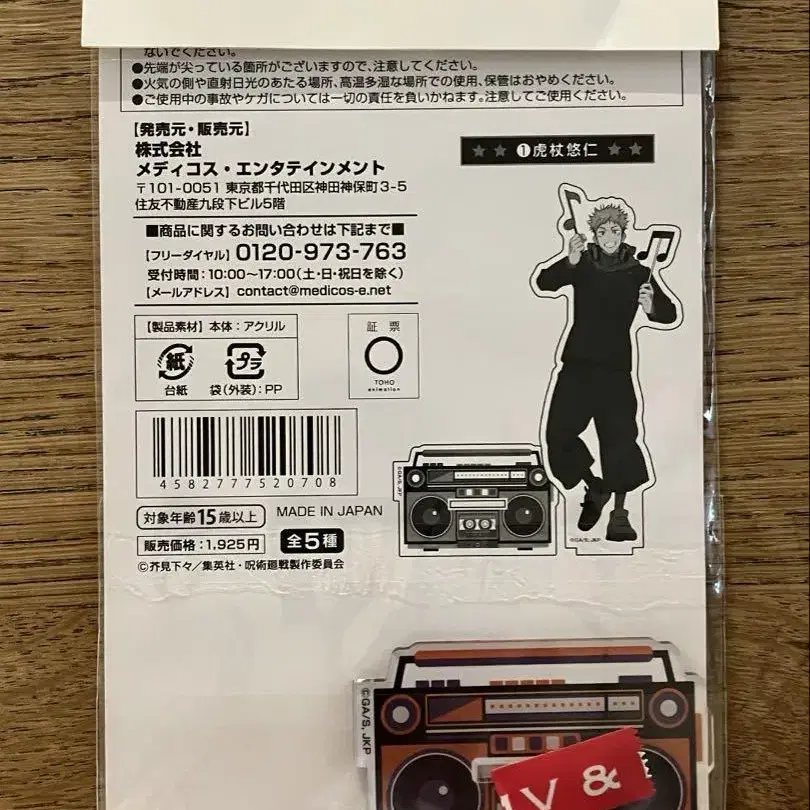 ないでください。
●先端が尖っている箇所がございますので、注意してください。
●火気の側や直射日光のあたる場所、高温多湿な場所での使用、保管はおやめください。
●ご使用中の事故やケガについては一切の責任を負いかねます。注意してご使用ください。
【発売元・販売元】
株式会社
メディコス・エンタテインメント
〒101-0051 東京都千代田区神田神保町3-5
住友不動産九段下ビル5階
■商品に関するお問い合わせは下記まで■
【フリーダイヤル】0120-973-763
受付時間：10:00〜17:00（土・日・祝日を除く）
【メールアドレス】contact@medicos-e.net
★★❶虎杖悠仁★★
【製品素材】本体：アクリル
紙
プラ
台紙
袋（外装）：PP
証票
TOHO
animation
4582777520708
対象年齢15歳以上
MADE IN JAPAN
販売価格：1,925円
全5種
©芥見下々／集英社・呪術廻戦製作委員会
©GA/S,JKP
©GA/S,JKP
©GA/S,JKP
V &